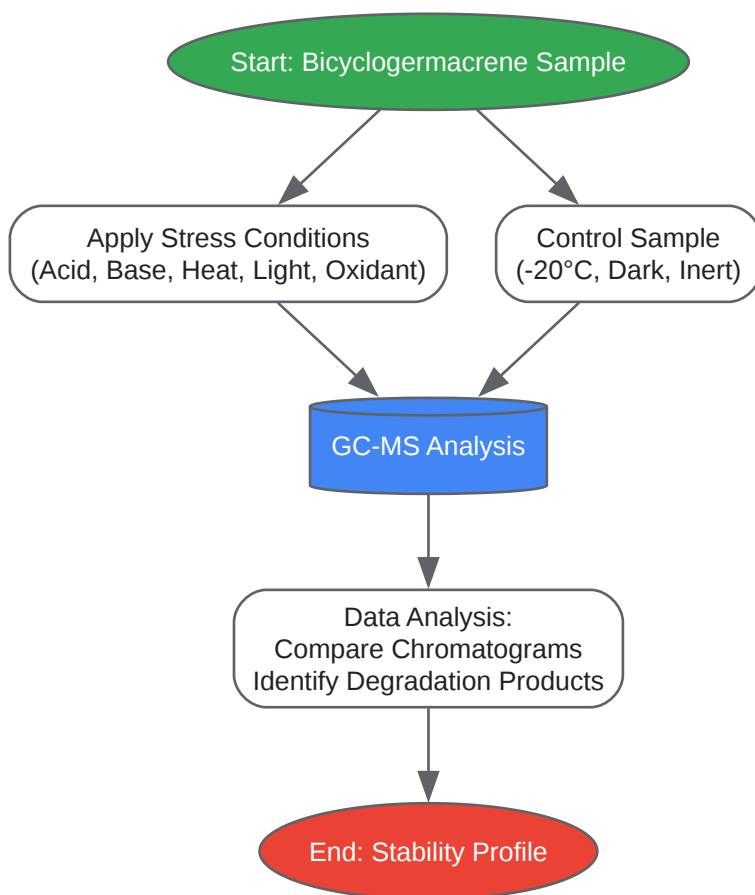 Start: Bicyclogermacrene Sample
Apply Stress Conditions
(Acid, Base, Heat, Light, Oxidant)
Control Sample
(-20°C, Dark, Inert)
GC-MS Analysis
Data Analysis:
Compare Chromatograms
Identify Degradation Products
End: Stability Profile